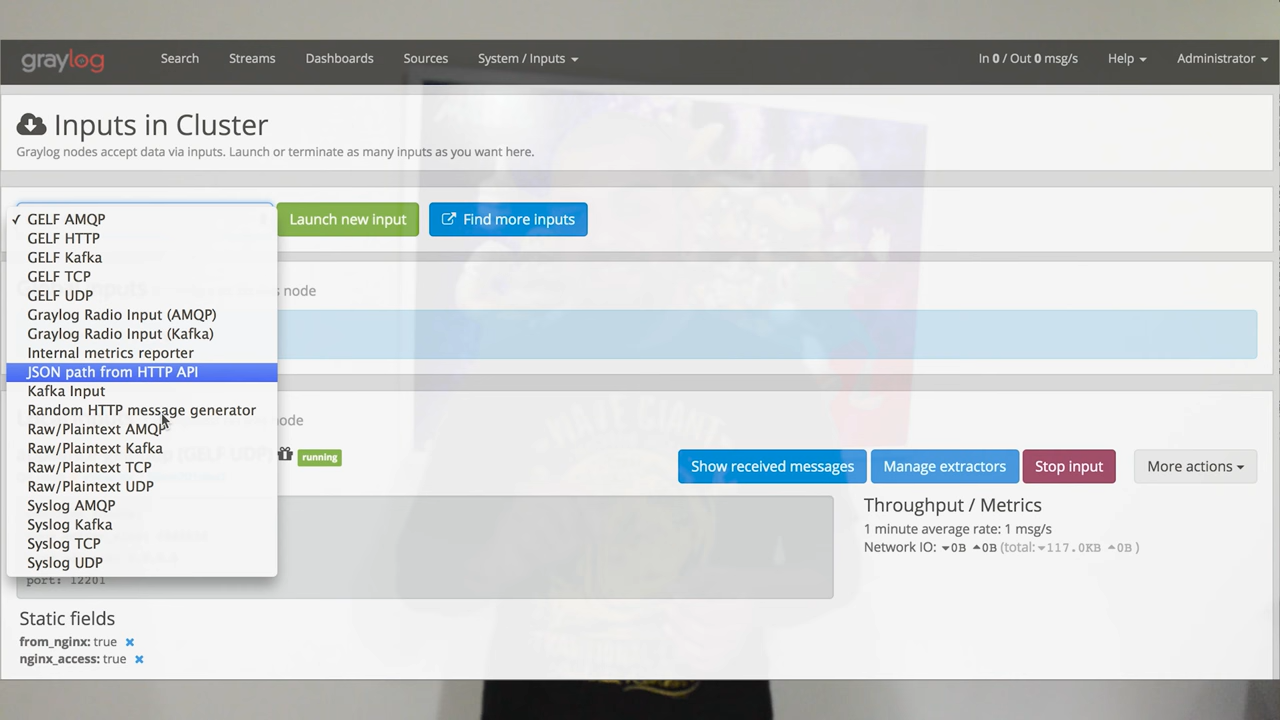 graylog Search Streams Dashboards Sources System / Inputs In 0 / Out 0 msg/s Help Administrator
Inputs in Cluster
Graylog nodes accept data via inputs. Launch or terminate as many inputs as you want here.
✓ GELF AMQP
Launch new input Find more inputs
GELF HTTP
GELF Kafka
GELF TCP
GELF UDP
node
Graylog Radio Input (AMQP)
Graylog Radio Input (Kafka)
Internal metrics reporter
JSON path from HTTP API
Kafka Input
Random HTTP message generator
node
Raw/Plaintext AMQP
Raw/Plaintext Kafka
running
Raw/Plaintext TCP
Raw/Plaintext UDP
Show received messages Manage extractors Stop input More actions
Syslog AMQP
Syslog Kafka
Syslog TCP
Syslog UDP
port: 12201
Throughput / Metrics
1 minute average rate: 1 msg/s
Network IO: 0B 0B (total: 117.0KB 0B )
Static fields
from_nginx: true ×
nginx_access: true ×